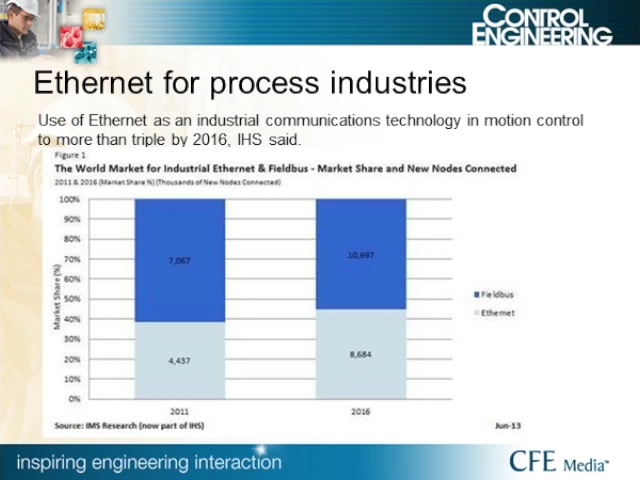 CONTROL
ENGINEERING
Ethernet for process industries
Use of Ethernet as an industrial communications technology in motion control
to more than triple by 2016, IHS said.
Figure 1
The World Market for Industrial Ethernet & Fieldbus - Market Share and New Nodes Connected
2011 & 2016 (Market Share %) (Thousands of New Nodes Connected)
Market Share (%)
100%
90%
80%
70%
60%
50%
40%
30%
20%
10%
0%
7,067
10,697
4,437
8,684
Fieldbus
Ethernet
2011
2016
Source: IMS Research (now part of IHS)
Jun-13
inspiring engineering interaction
CFE Media™